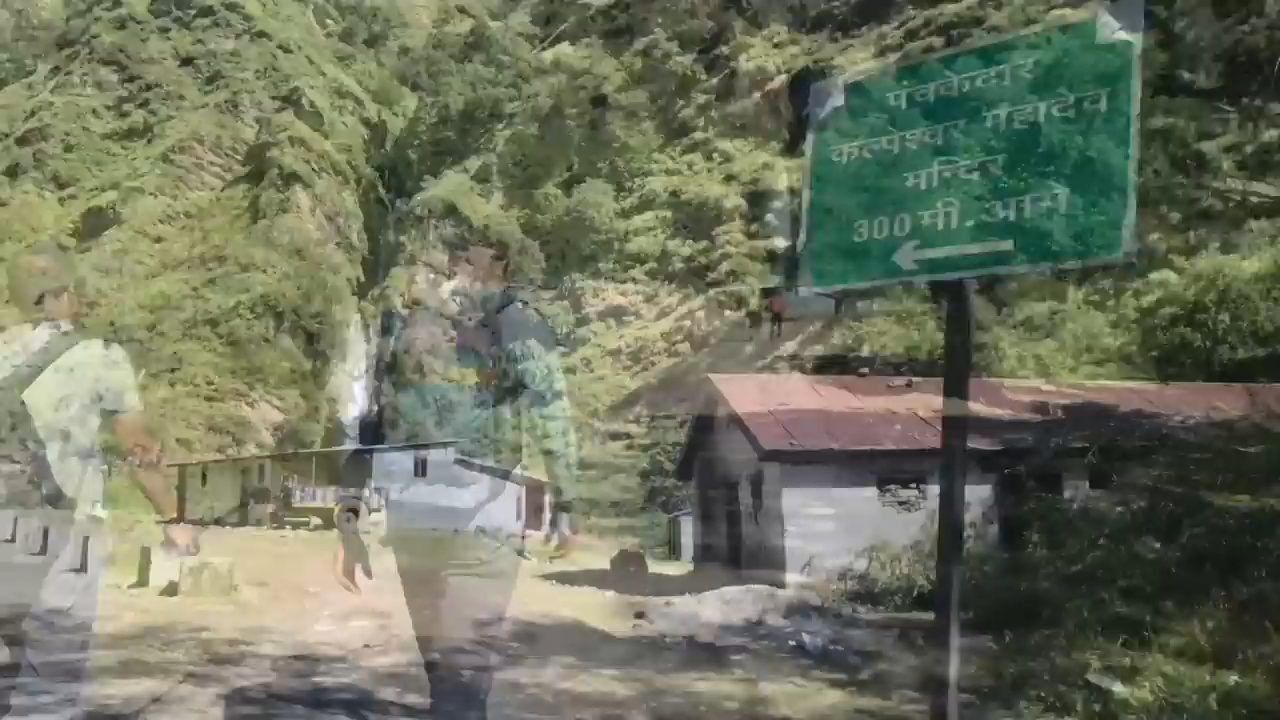 पंचकेदार
कल्पेश्वर महादेव
मन्दिर
300 मी. आगे